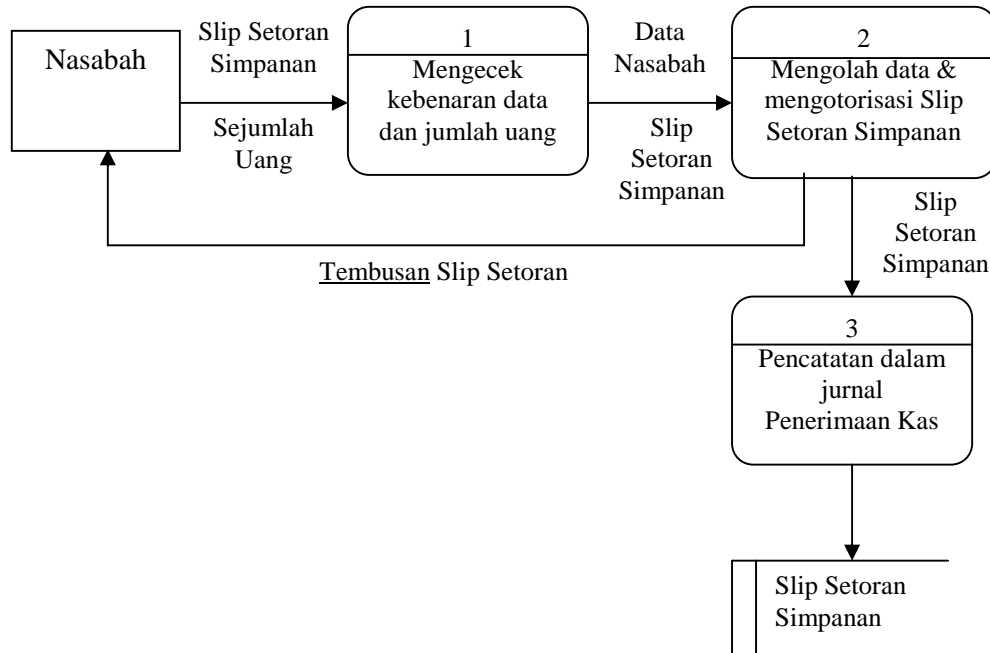 Nasabah
Slip Setoran
Simpanan
Sejumlah
Uang
1
Mengecek
kebenaran data
dan jumlah uang
Data
Nasabah
Slip
Setoran
Simpanan
2
Mengolah data &
mengotorisasi Slip
Setoran Simpanan
Tembusan Slip Setoran
Slip
Setoran
Simpanan
3
Pencatatan dalam
jurnal
Penerimaan Kas
Slip Setoran
Simpanan